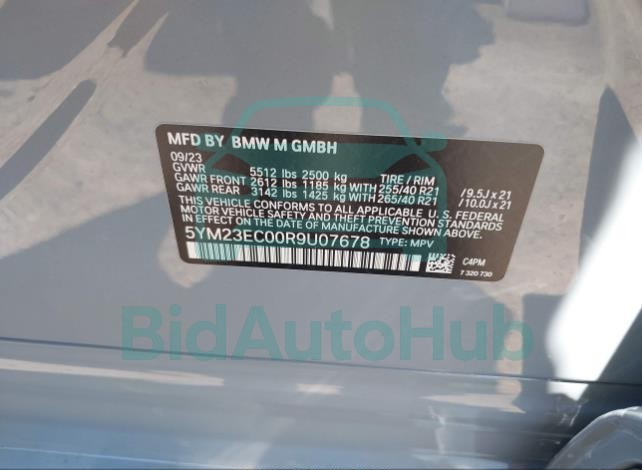 MFD BY BMW M GMBH
09/23
GVWR 5512 lbs 2500 kg TIRE / RIM
GAWR FRONT 2612 lbs 1185 kg WITH 255/40 R21 /9.5J x 21
GAWR REAR 3142 lbs 1425 kg WITH 265/40 R21 /10.0J x 21
THIS VEHICLE CONFORMS TO ALL APPLICABLE U. S. FEDERAL
MOTOR VEHICLE SAFETY, BUMPER, AND THEFT PREVENTION STANDARDS
IN EFFECT ON THE DATE OF MANUFACTURE SHOWN ABOVE.
5YM23EC00R9U07678 TYPE: MPV
C4PM
7 320 730
BidAutoHub